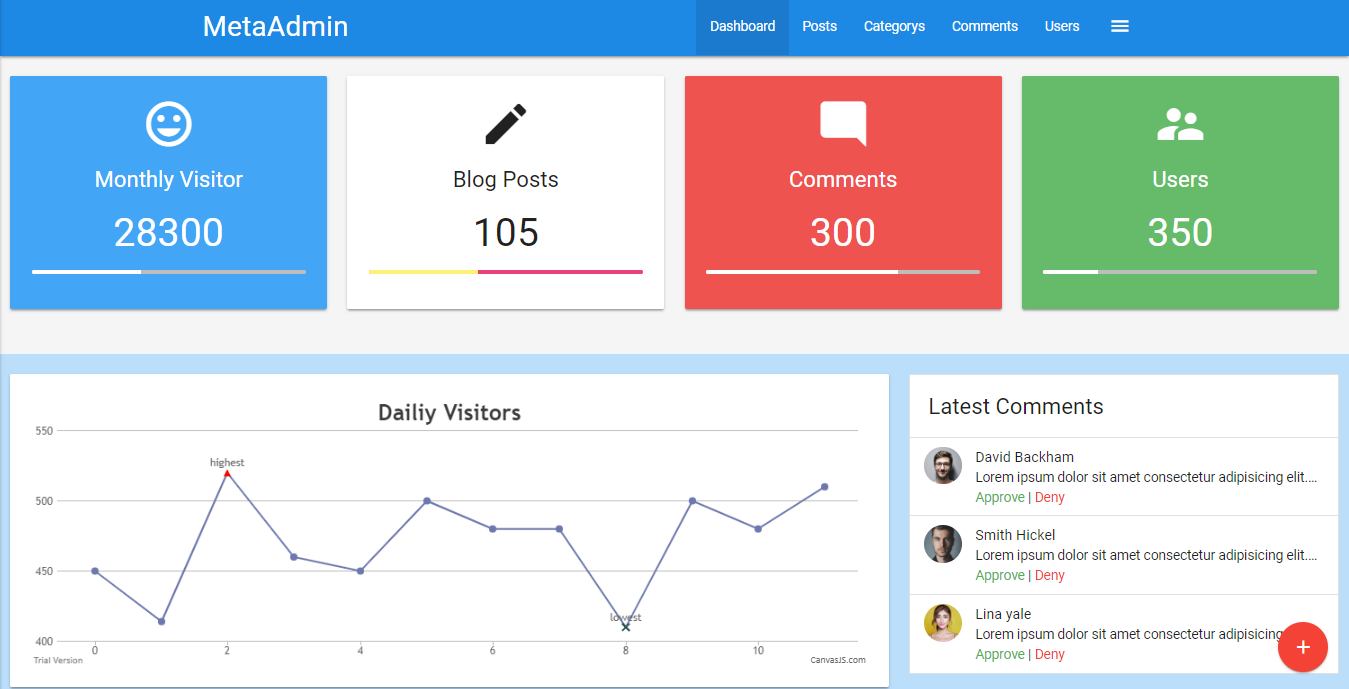 MetaAdmin
Dashboard Posts Categorys Comments Users
Monthly Visitor
28300
Blog Posts
105
Comments
300
Users
350
Dailiy Visitors
550
500
450
400
highest
lowest
0 2 4 6 8 10
Trial Version
CanvasJS.com
Latest Comments
David Backham
Lorem ipsum dolor sit amet consectetur adipisicing elit....
Approve | Deny
Smith Hickel
Lorem ipsum dolor sit amet consectetur adipisicing elit....
Approve | Deny
Lina yale
Lorem ipsum dolor sit amet consectetur adipisicing
Approve | Deny
+